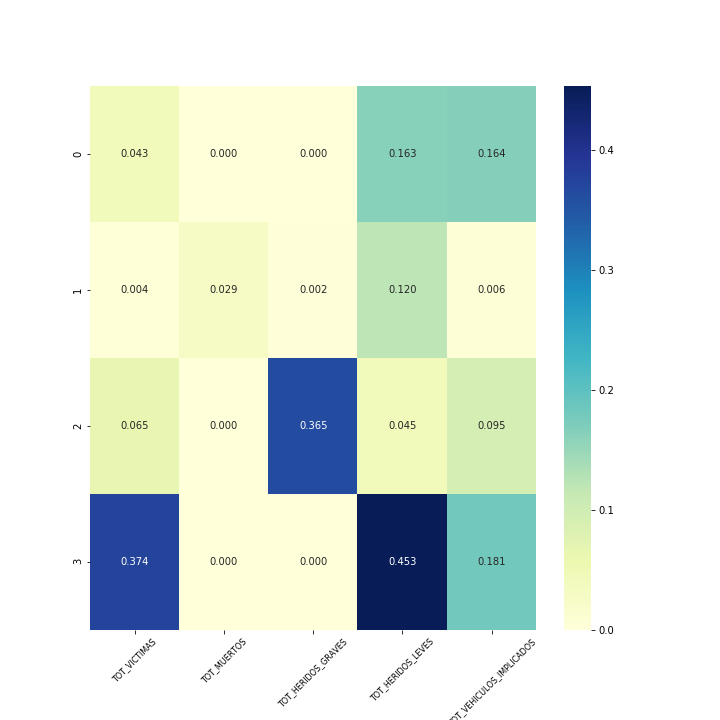 0 0.043 0.000 0.000 0.163 0.164
1 0.004 0.029 0.002 0.120 0.006
2 0.065 0.000 0.365 0.045 0.095
3 0.374 0.000 0.000 0.453 0.181
TOT_VICTIMAS
TOT_MUERTOS
TOT_HERIDOS_GRAVES
TOT_HERIDOS_LEVES
OT_VEHICULOS_IMPLICADOS
0.4
0.3
0.2
0.1
0.0